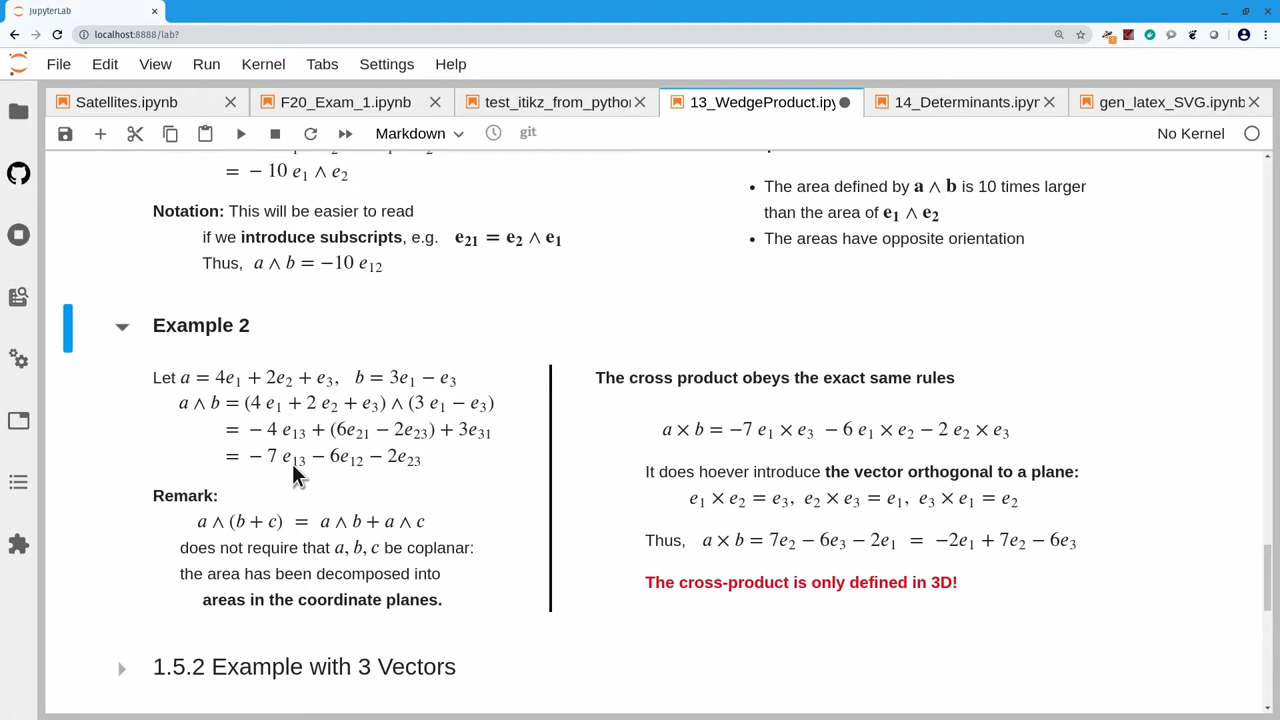 JupyterLab
localhost:8888/lab?
File Edit View Run Kernel Tabs Settings Help
Satellites.ipynb F20_Exam_1.ipynb test_itikz_from_pytho 13_WedgeProduct.ipy 14_Determinants.ipyn gen_latex_SVG.ipynb
Markdown git No Kernel
= − 10 e₁ ∧ e₂
Notation: This will be easier to read
if we introduce subscripts, e.g. e₂₁ = e₂ ∧ e₁
Thus, a ∧ b = −10 e₁₂
• The area defined by a ∧ b is 10 times larger
than the area of e₁ ∧ e₂
• The areas have opposite orientation
Example 2
Let a = 4e₁ + 2e₂ + e₃, b = 3e₁ − e₃
a ∧ b = (4 e₁ + 2 e₂ + e₃) ∧ (3 e₁ − e₃)
= − 4 e₁₃ + (6e₂₁ − 2e₂₃) + 3e₃₁
= − 7 e₁₃ − 6e₁₂ − 2e₂₃
Remark:
a ∧ (b + c) = a ∧ b + a ∧ c
does not require that a, b, c be coplanar:
the area has been decomposed into
areas in the coordinate planes.
The cross product obeys the exact same rules
a × b = −7 e₁ × e₃ − 6 e₁ × e₂ − 2 e₂ × e₃
It does hoever introduce the vector orthogonal to a plane:
e₁ × e₂ = e₃, e₂ × e₃ = e₁, e₃ × e₁ = e₂
Thus, a × b = 7e₂ − 6e₃ − 2e₁ = −2e₁ + 7e₂ − 6e₃
The cross-product is only defined in 3D!
1.5.2 Example with 3 Vectors